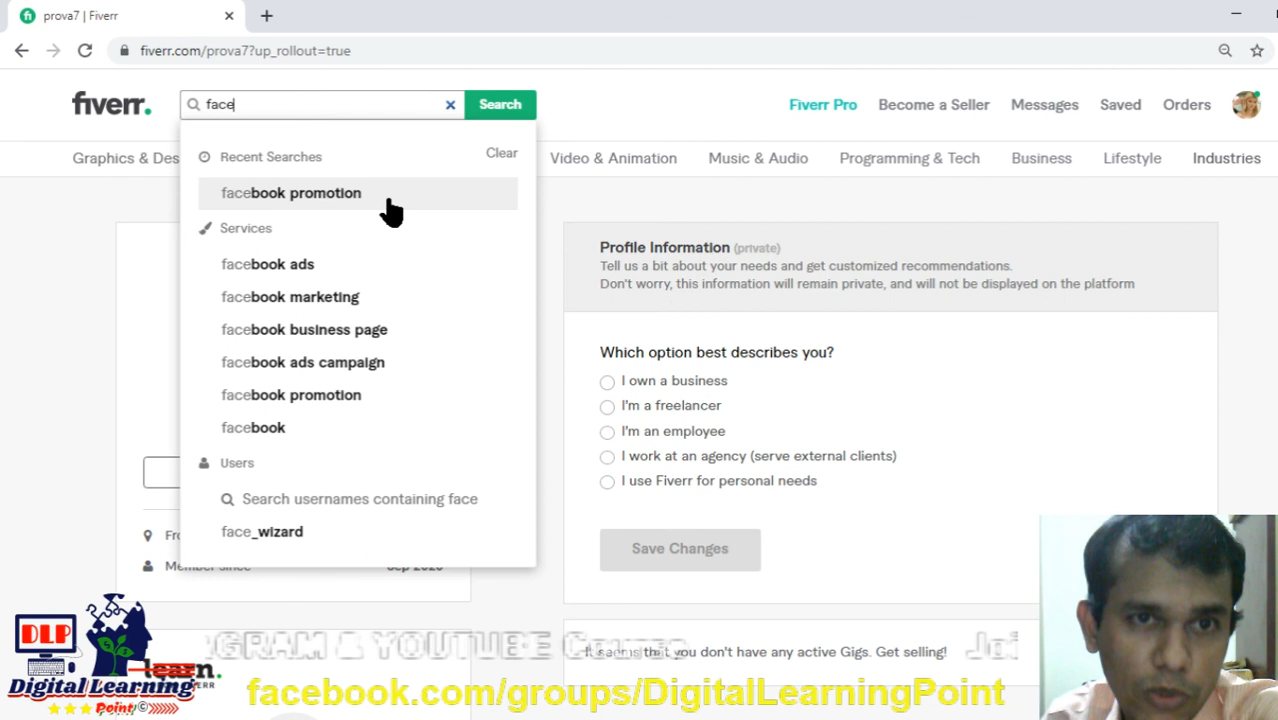 prova7 | Fiverr
fiverr.com/prova7?up_rollout=true
fiverr.
face
Search
Fiverr Pro
Become a Seller
Messages
Saved
Orders
Graphics & Des
Video & Animation
Music & Audio
Programming & Tech
Business
Lifestyle
Industries
Recent Searches
Clear
facebook promotion
Services
facebook ads
facebook marketing
facebook business page
facebook ads campaign
facebook promotion
facebook
Users
Search usernames containing face
face_wizard
Profile Information (private)
Tell us a bit about your needs and get customized recommendations.
Don't worry, this information will remain private, and will not be displayed on the platform
Which option best describes you?
I own a business
I'm a freelancer
I'm an employee
I work at an agency (serve external clients)
I use Fiverr for personal needs
Save Changes
It seems that you don't have any active Gigs. Get selling!
GRAM & YOUTUBE
DLP
learn.
Digital Learning
Point©
facebook.com/groups/DigitalLearningPoint